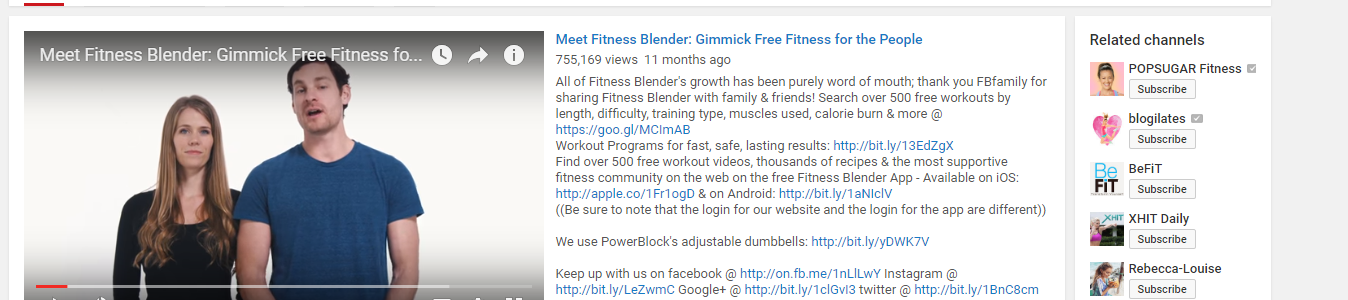 Meet Fitness Blender: Gimmick Free Fitness fo...
Meet Fitness Blender: Gimmick Free Fitness for the People
755,169 views 11 months ago
All of Fitness Blender's growth has been purely word of mouth; thank you FBfamily for
sharing Fitness Blender with family & friends! Search over 500 free workouts by
length, difficulty, training type, muscles used, calorie burn & more @
https://goo.gl/MCImAB
Workout Programs for fast, safe, lasting results: http://bit.ly/13EdZgX
Find over 500 free workout videos, thousands of recipes & the most supportive
fitness community on the web on the free Fitness Blender App - Available on iOS:
http://apple.co/1Fr1ogD & on Android: http://bit.ly/1aNIclV
((Be sure to note that the login for our website and the login for the app are different))
We use PowerBlock's adjustable dumbbells: http://bit.ly/yDWK7V
Keep up with us on facebook @ http://on.fb.me/1nLlLwY Instagram @
http://bit.ly/LeZwmC Google+ @ http://bit.ly/1clGvI3 twitter @ http://bit.ly/1BnC8cm
Related channels
POPSUGAR Fitness
Subscribe
blogilates
Subscribe
Be
FiT
BeFiT
Subscribe
XHIT
XHIT Daily
Subscribe
Rebecca-Louise
Subscribe